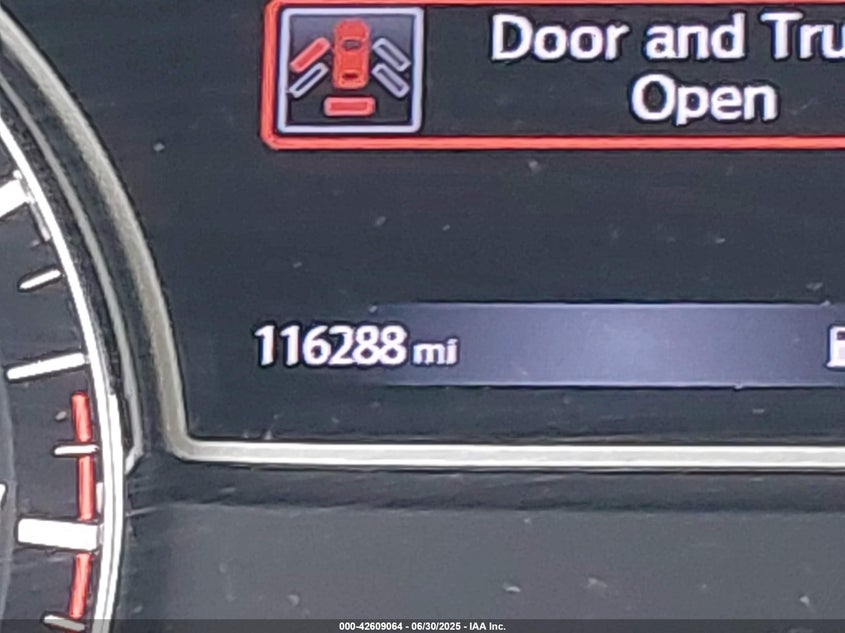 Door and Tru
Open
116288 mi
000-42609064 - 06/30/2025 - IAA Inc.